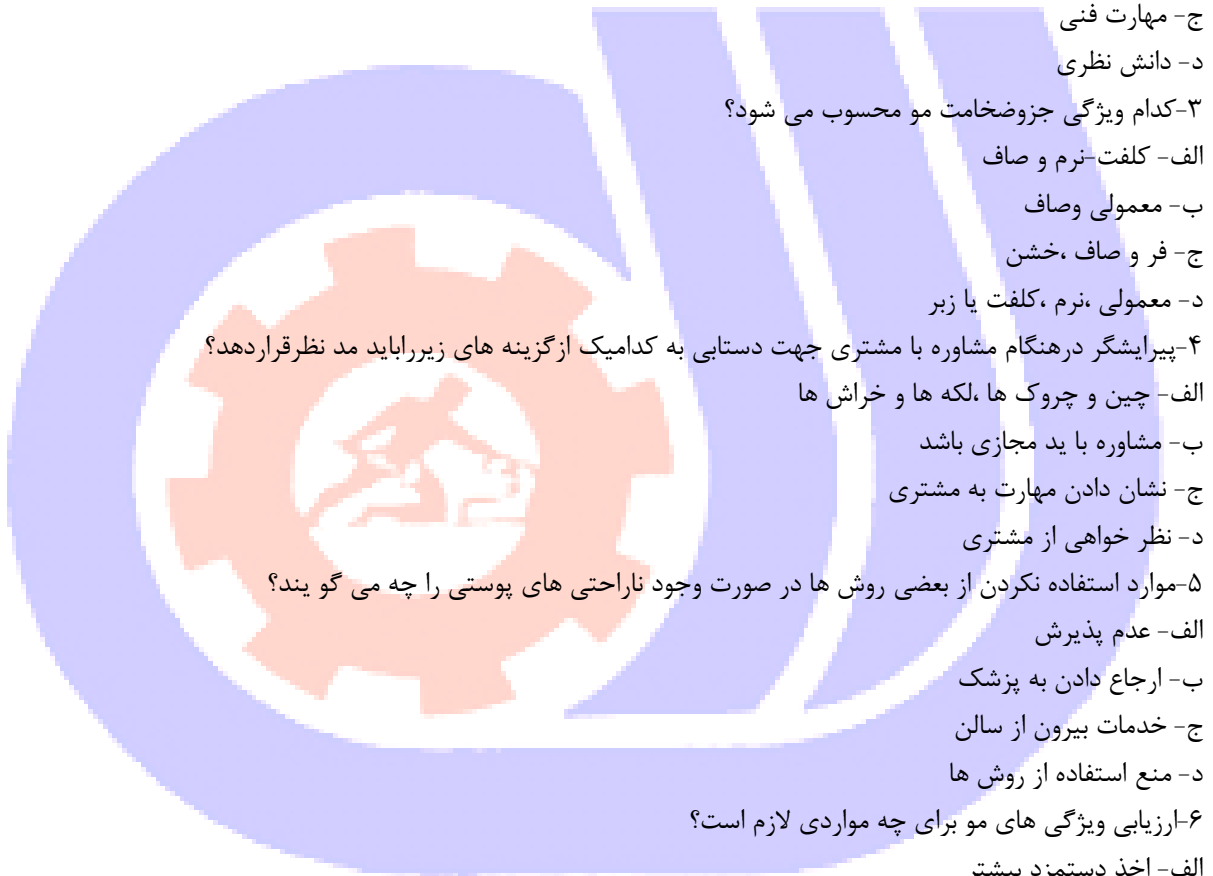 ج- مهارت فنی
د- دانش نظری
۳-کدام ویژگی جزوضخامت مو محسوب می شود؟
الف- کلفت-نرم و صاف
ب- معمولی وصاف
ج- فر و صاف ،خشن
د- معمولی ،نرم ،کلفت یا زبر
۴-پیرایشگر درهنگام مشاوره با مشتری جهت دستابی به کدامیک ازگزینه های زیرراباید مد نظرقراردهد؟
الف- چین و چروک ها ،لکه ها و خراش ها
ب- مشاوره با ید مجازی باشد
ج- نشان دادن مهارت به مشتری
د- نظر خواهی از مشتری
۵-موارد استفاده نکردن از بعضی روش ها در صورت وجود ناراحتی های پوستی را چه می گو یند؟
الف- عدم پذیرش
ب- ارجاع دادن به پزشک
ج- خدمات بیرون از سالن
د- منع استفاده از روش ها
۶-ارزیابی ویژگی های مو برای چه مواردی لازم است؟
الف- اخذ دستمزد بیشتر